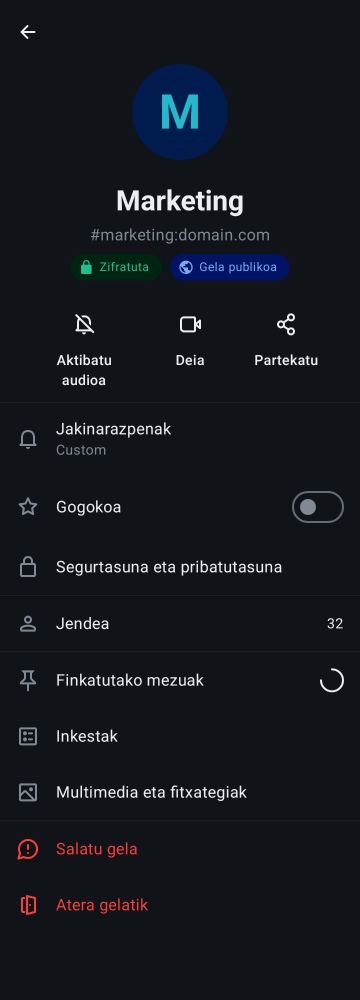 M
Marketing
#marketing:domain.com
Zifratuta
Gela publikoa
Aktibatu
audioa
Deia
Partekatu
Jakinarazpenak
Custom
Gogokoa
Segurtasuna eta pribatutasuna
Jendea
32
Finkatutako mezuak
Inkestak
Multimedia eta fitxategiak
Salatu gela
Atera gelatik